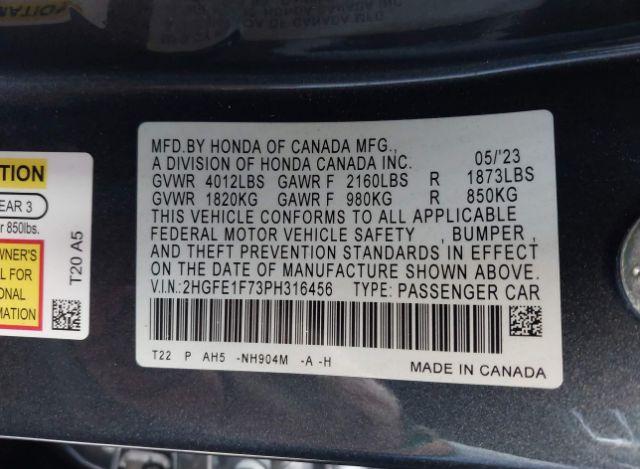 MFD.BY HONDA OF CANADA MFG.,
A DIVISION OF HONDA CANADA INC. 05/'23
GVWR 4012LBS GAWR F 2160LBS R 1873LBS
GVWR 1820KG GAWR F 980KG R 850KG
THIS VEHICLE CONFORMS TO ALL APPLICABLE
FEDERAL MOTOR VEHICLE SAFETY , BUMPER ,
AND THEFT PREVENTION STANDARDS IN EFFECT
ON THE DATE OF MANUFACTURE SHOWN ABOVE.
V.I.N.:2HGFE1F73PH316456 TYPE: PASSENGER CAR
T22 P AH5 -NH904M -A -H
MADE IN CANADA
TION
EAR 3
r 850lbs.
WNER'S
L FOR
ONAL
MATION
T20 A5
OF CANADA